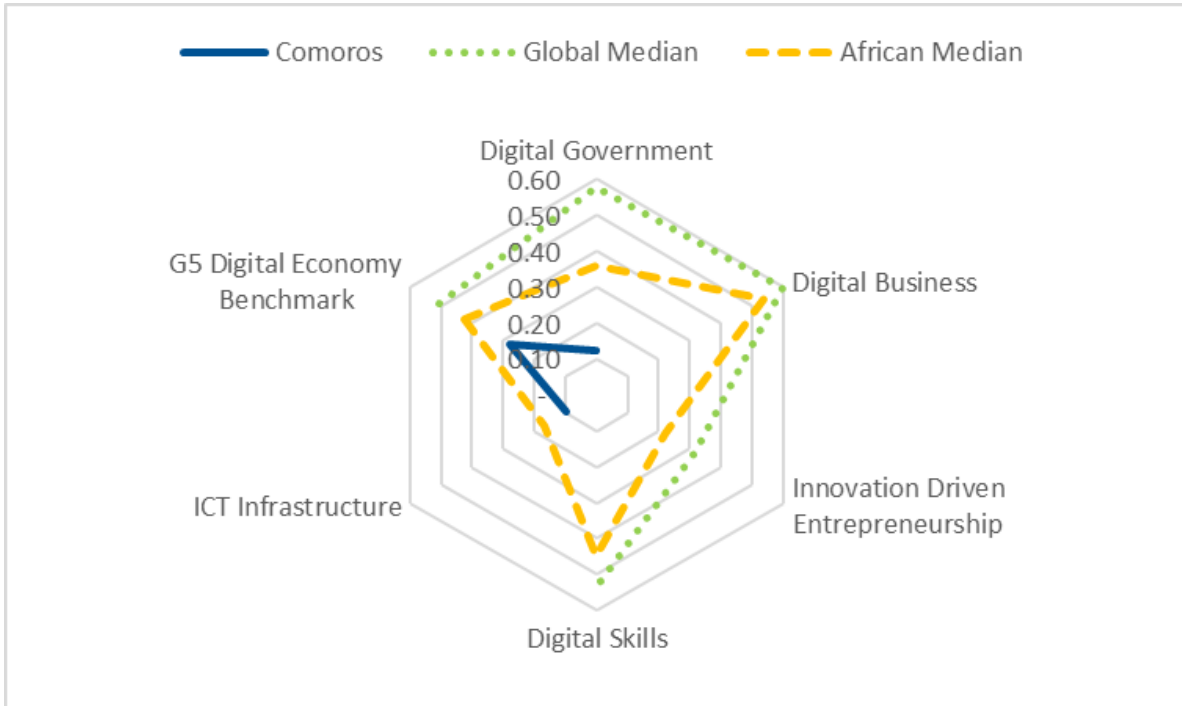 Comoros Global Median African Median
Digital Government
0.60
0.50
0.40
0.30
0.20
0.10
-
G5 Digital Economy
Benchmark
Digital Business
ICT Infrastructure
Innovation Driven
Entrepreneurship
Digital Skills